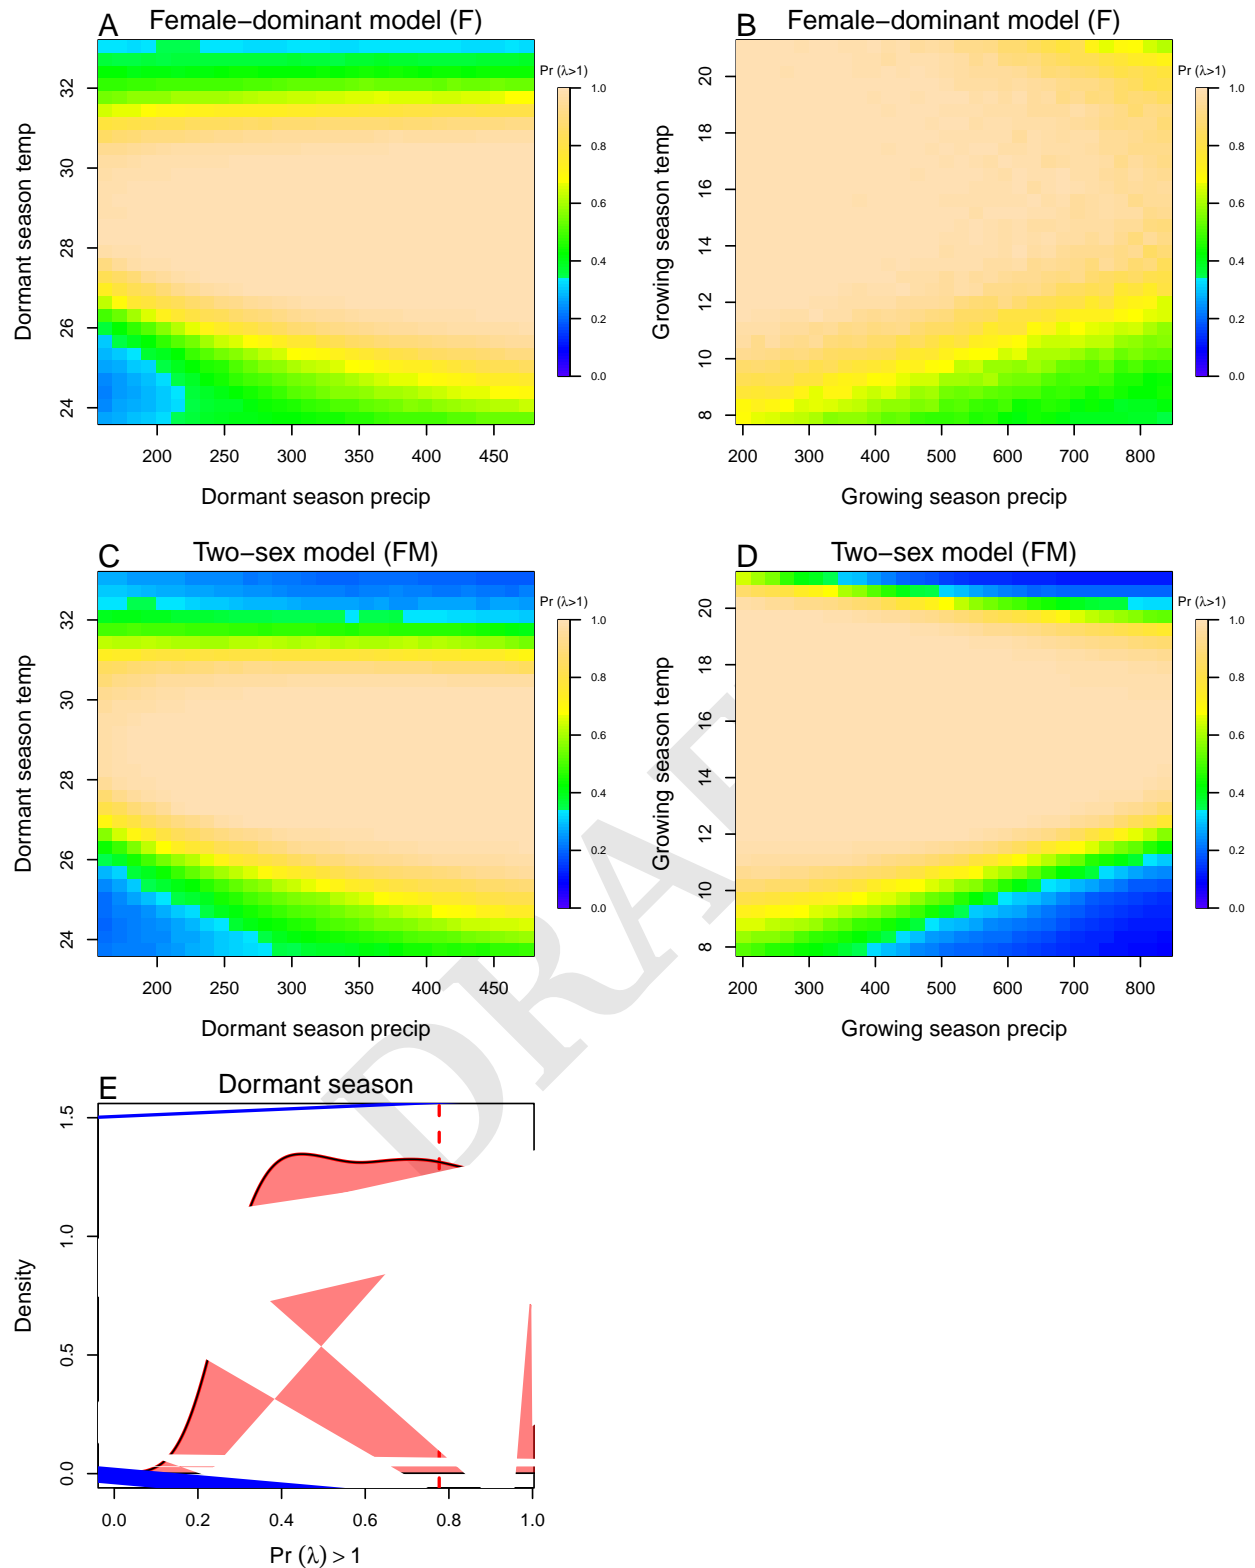 A Female−dominant model (F)
Pr (λ>1)
1.0
0.8
0.6
0.4
0.2
0.0
32
30
28
26
24
Dormant season temp
200 250 300 350 400 450
Dormant season precip
B Female−dominant model (F)
Pr (λ>1)
1.0
0.8
0.6
0.4
0.2
0.0
20
18
16
14
12
10
8
Growing season temp
200 300 400 500 600 700 800
Growing season precip
C Two−sex model (FM)
Pr (λ>1)
1.0
0.8
0.6
0.4
0.2
0.0
32
30
28
26
24
Dormant season temp
200 250 300 350 400 450
Dormant season precip
D Two−sex model (FM)
Pr (λ>1)
1.0
0.8
0.6
0.4
0.2
0.0
20
18
16
14
12
10
8
Growing season temp
200 300 400 500 600 700 800
Growing season precip
E Dormant season
1.5
1.0
0.5
0.0
Density
0.0 0.2 0.4 0.6 0.8 1.0
Pr (λ) > 1